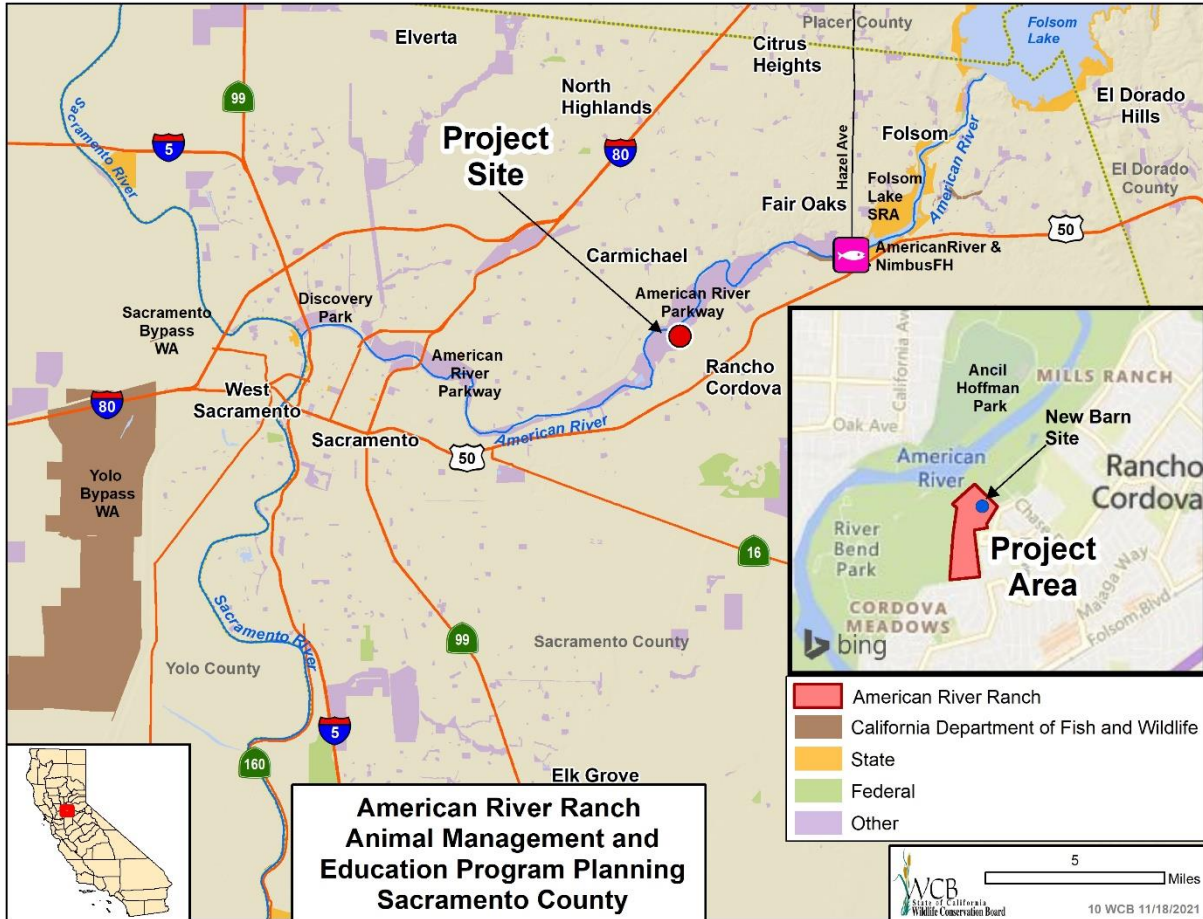 Placer County
Folsom
Lake
Elverta
Citrus
Heights
North
Highlands
99
El Dorado
Hills
Sacramento River
5
Project
Site
80
Folsom
Hazel Ave
American River
El Dorado
County
Folsom
Lake
SRA
Fair Oaks
50
Carmichael
AmericanRiver &
NimbusFH
Discovery
Park
American River
Parkway
Sacramento
Bypass
WA
American
River
Parkway
Rancho
Cordova
West
Sacramento
80
Sacramento
American River
50
Yolo
Bypass
WA
16
Sacramento River
99
Sacramento County
Yolo County
5
160
Elk Grove
California Ave
Ancil
Hoffman
Park
MILLS RANCH
Oak Ave
New Barn
Site
American
River
Rancho
Cordova
Chase
River
Bend
Park
Project
Area
CORDOVA
MEADOWS
Folsom Blvd
bing
American River Ranch
California Department of Fish and Wildlife
State
Federal
Other
American River Ranch
Animal Management and
Education Program Planning
Sacramento County
WCB
State of California
Wildlife Conservation Board
5
Miles
10 WCB 11/18/2021